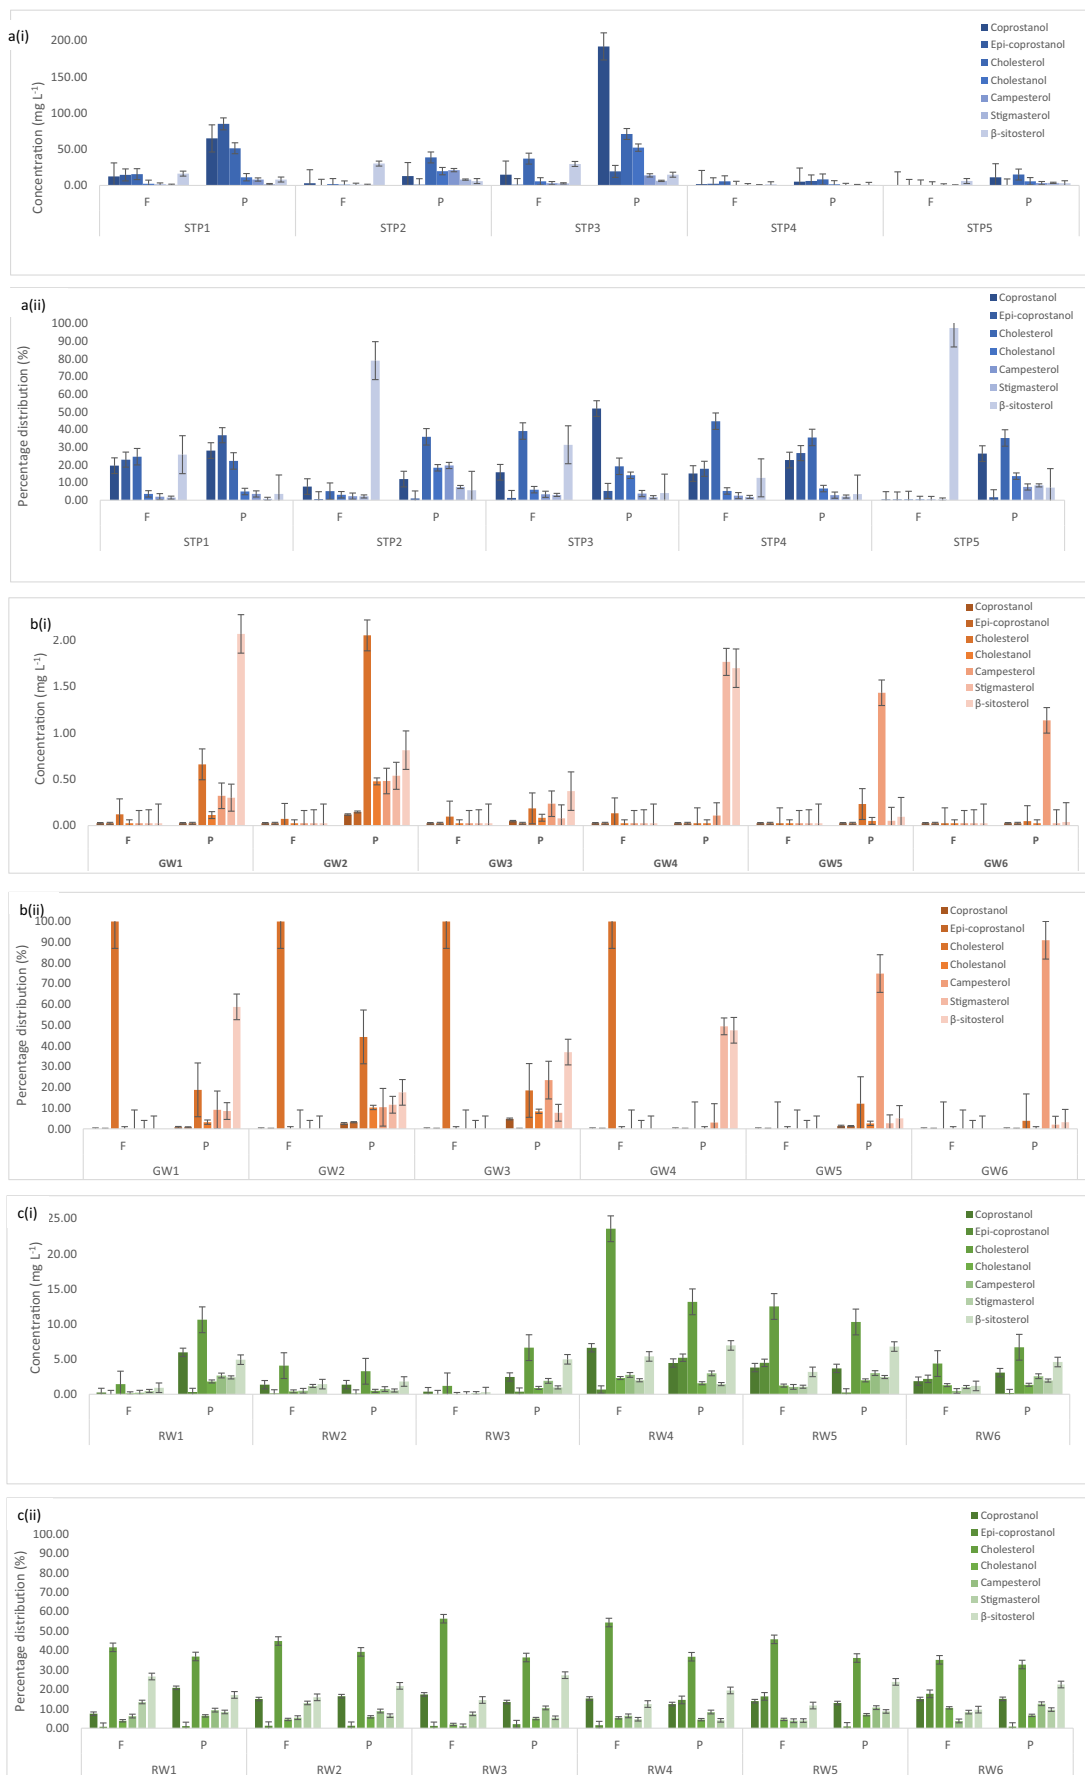 a(i)
Concentration (mg L⁻¹)
200.00
150.00
100.00
50.00
0.00
Coprostanol
Epi-coprostanol
Cholesterol
Cholestanol
Campesterol
Stigmasterol
β-sitosterol
F P F P F P F P F P
STP1 STP2 STP3 STP4 STP5
a(ii)
Percentage distribution (%)
100.00
90.00
80.00
70.00
60.00
50.00
40.00
30.00
20.00
10.00
0.00
Coprostanol
Epi-coprostanol
Cholesterol
Cholestanol
Campesterol
Stigmasterol
β-sitosterol
F P F P F P F P F P
STP1 STP2 STP3 STP4 STP5
b(i)
Concentration (mg L⁻¹)
2.00
1.50
1.00
0.50
0.00
Coprostanol
Epi-coprostanol
Cholesterol
Cholestanol
Campesterol
Stigmasterol
β-sitosterol
F P F P F P F P F P F P
GW1 GW2 GW3 GW4 GW5 GW6
b(ii)
Percentage distribution (%)
100.00
90.00
80.00
70.00
60.00
50.00
40.00
30.00
20.00
10.00
0.00
Coprostanol
Epi-coprostanol
Cholesterol
Cholestanol
Campesterol
Stigmasterol
β-sitosterol
F P F P F P F P F P F P
GW1 GW2 GW3 GW4 GW5 GW6
c(i)
Concentration (mg L⁻¹)
25.00
20.00
15.00
10.00
5.00
0.00
Coprostanol
Epi-coprostanol
Cholesterol
Cholestanol
Campesterol
Stigmasterol
β-sitosterol
F P F P F P F P F P F P
RW1 RW2 RW3 RW4 RW5 RW6
c(ii)
Percentage distribution (%)
100.00
90.00
80.00
70.00
60.00
50.00
40.00
30.00
20.00
10.00
0.00
Coprostanol
Epi-coprostanol
Cholesterol
Cholestanol
Campesterol
Stigmasterol
β-sitosterol
F P F P F P F P F P F P
RW1 RW2 RW3 RW4 RW5 RW6